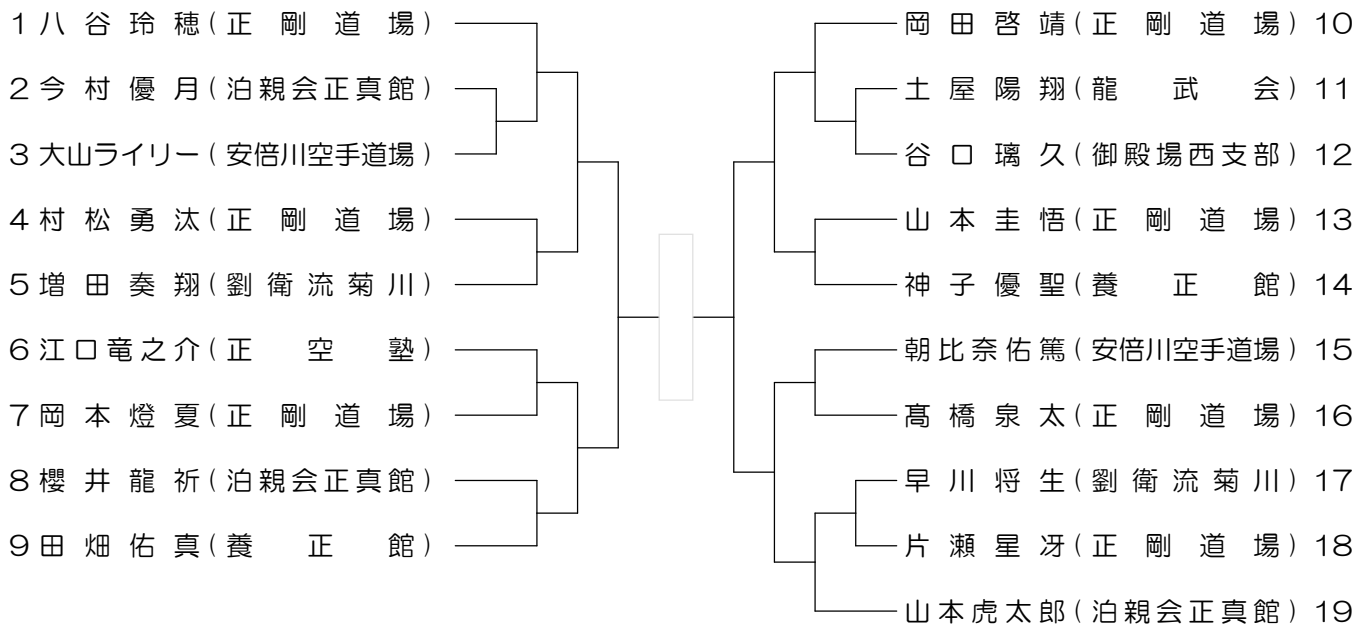 1 八谷玲穂(正剛道場)
2 今村優月(泊親会正真館)
3 大山ライリー(安倍川空手道場)
4 村松勇汰(正剛道場)
5 増田奏翔(劉衛流菊川)
6 江口竜之介(正空塾)
7 岡本燈夏(正剛道場)
8 櫻井龍祈(泊親会正真館)
9 田畑佑真(養正館)
岡田啓靖(正剛道場) 10
土屋陽翔(龍武会) 11
谷口璃久(御殿場西支部) 12
山本圭悟(正剛道場) 13
神子優聖(養正館) 14
朝比奈佑篤(安倍川空手道場) 15
髙橋泉太(正剛道場) 16
早川将生(劉衛流菊川) 17
片瀬星冴(正剛道場) 18
山本虎太郎(泊親会正真館) 19